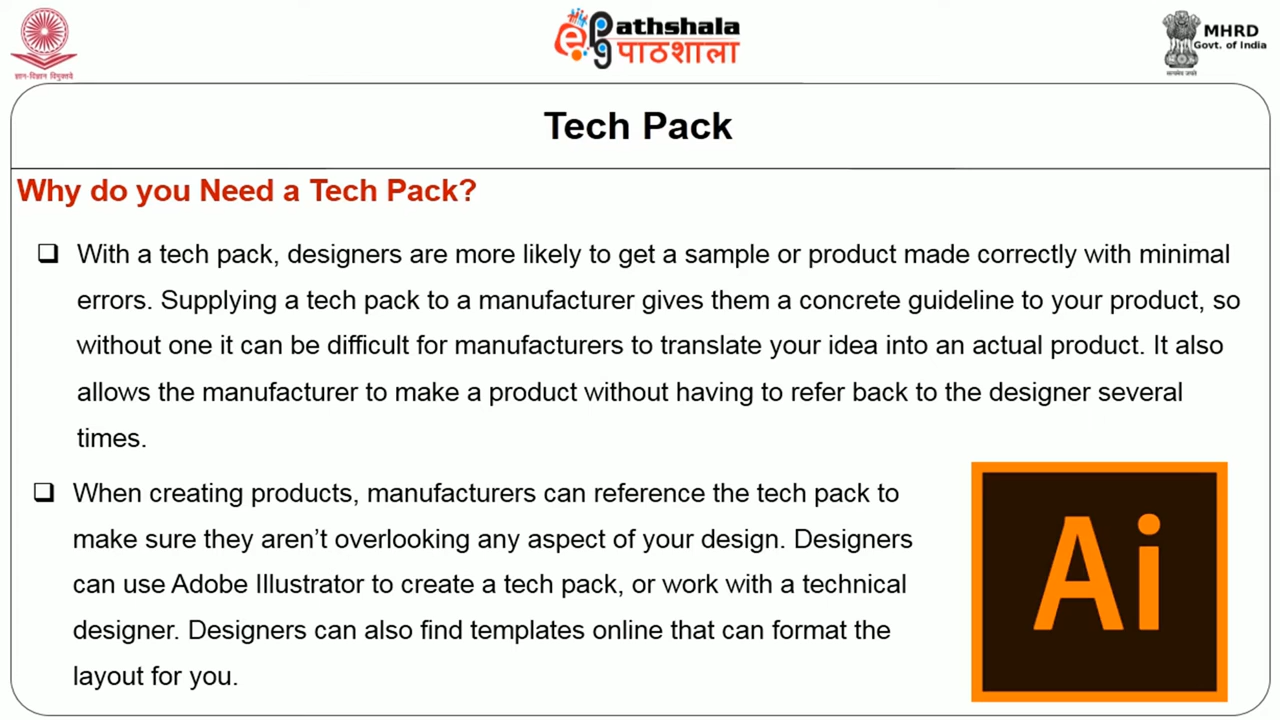 ज्ञान-विज्ञान विमुक्तये
ePathshala
पाठशाला
MHRD
Govt. of India
सत्यमेव जयते
Tech Pack
Why do you Need a Tech Pack?
With a tech pack, designers are more likely to get a sample or product made correctly with minimal
errors. Supplying a tech pack to a manufacturer gives them a concrete guideline to your product, so
without one it can be difficult for manufacturers to translate your idea into an actual product. It also
allows the manufacturer to make a product without having to refer back to the designer several
times.
When creating products, manufacturers can reference the tech pack to
make sure they aren’t overlooking any aspect of your design. Designers
can use Adobe Illustrator to create a tech pack, or work with a technical
designer. Designers can also find templates online that can format the
layout for you.
Ai